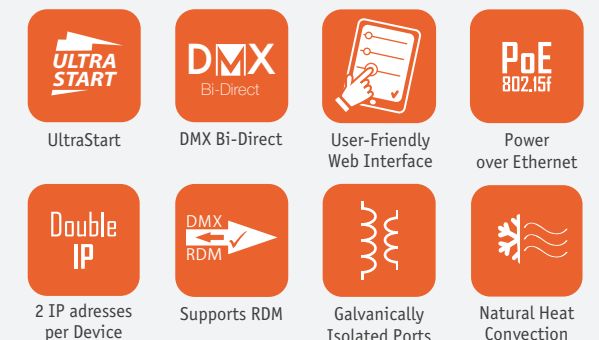 ULTRA
START
UltraStart
DMX
Bi-Direct
DMX Bi-Direct
User-Friendly
Web Interface
PoE
802.15f
Power
over Ethernet
Double
IP
2 IP adresses
per Device
DMX
RDM
Supports RDM
Galvanically
Isolated Ports
Natural Heat
Convection